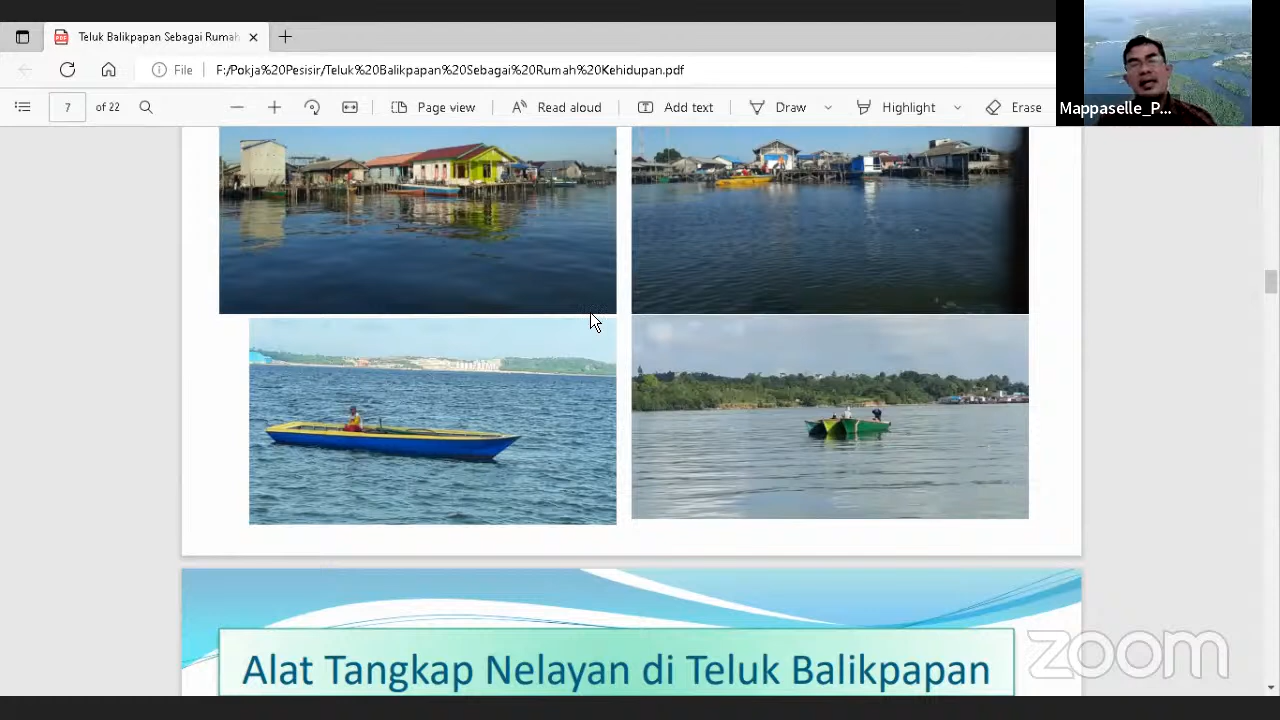 Teluk Balikpapan Sebagai Rumah
File
F:/Pokja%20Pesisir/Teluk%20Balikpapan%20Sebagai%20Rumah%20Kehidupan.pdf
7 of 22
Page view
Read aloud
Add text
Draw
Highlight
Erase
Mappaselle_P...
Alat Tangkap Nelayan di Teluk Balikpapan
zoom